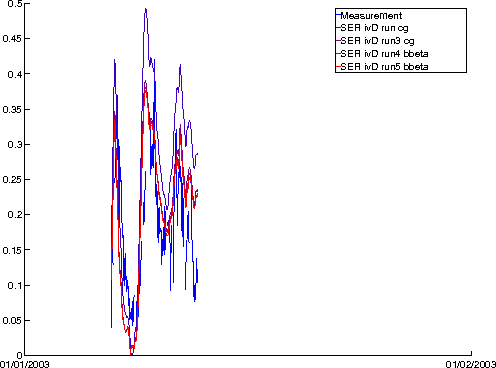 0.5
0.45
0.4
0.35
0.3
0.25
0.2
0.15
0.1
0.05
0
01/01/2003
01/02/2003
Measurement
SER ivD run cg
SER ivD run3 cg
SER ivD run4 bbeta
SER ivD run5 bbeta